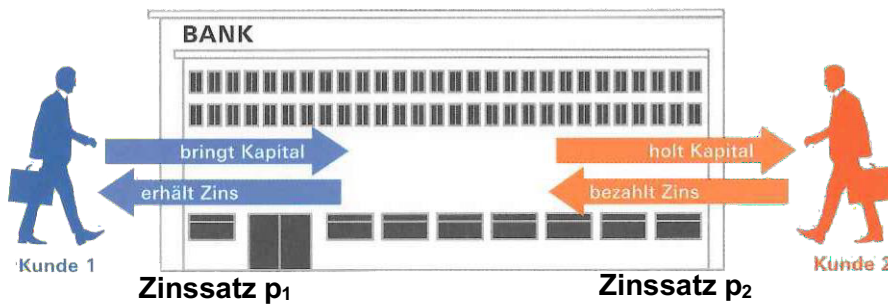 BANK
bringt Kapital
holt Kapital
erhält Zins
bezahlt Zins
Kunde 1
Kunde 2
Zinssatz p₁
Zinssatz p₂